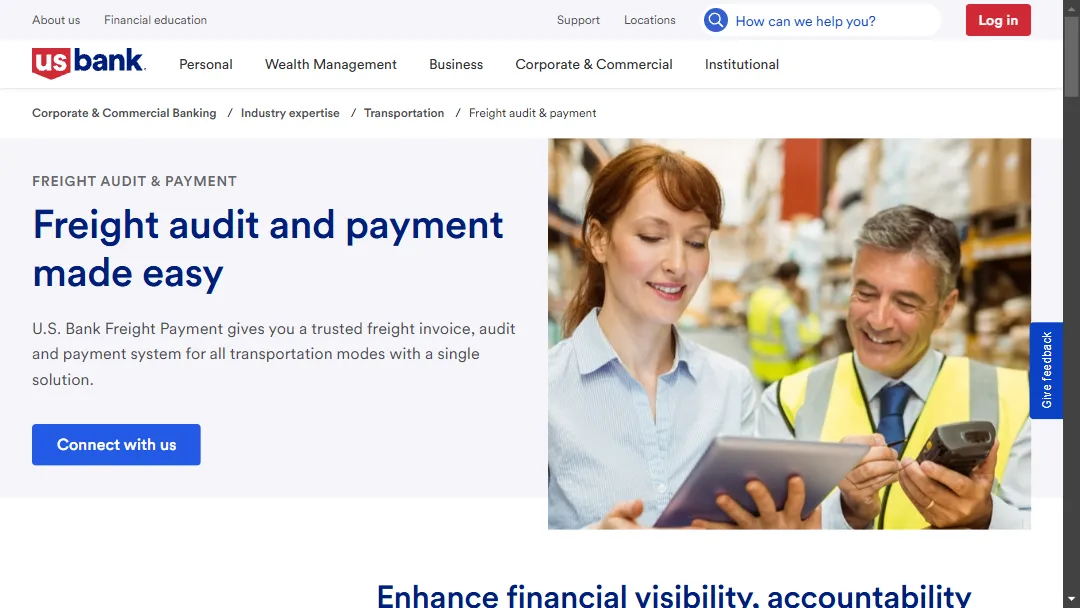 About us Financial education Support Locations How can we help you? Log in
usbank. Personal Wealth Management Business Corporate & Commercial Institutional
Corporate & Commercial Banking / Industry expertise / Transportation / Freight audit & payment
FREIGHT AUDIT & PAYMENT
Freight audit and payment
made easy
U.S. Bank Freight Payment gives you a trusted freight invoice, audit
and payment system for all transportation modes with a single
solution.
Connect with us
Give feedback
Enhance financial visibility, accountability